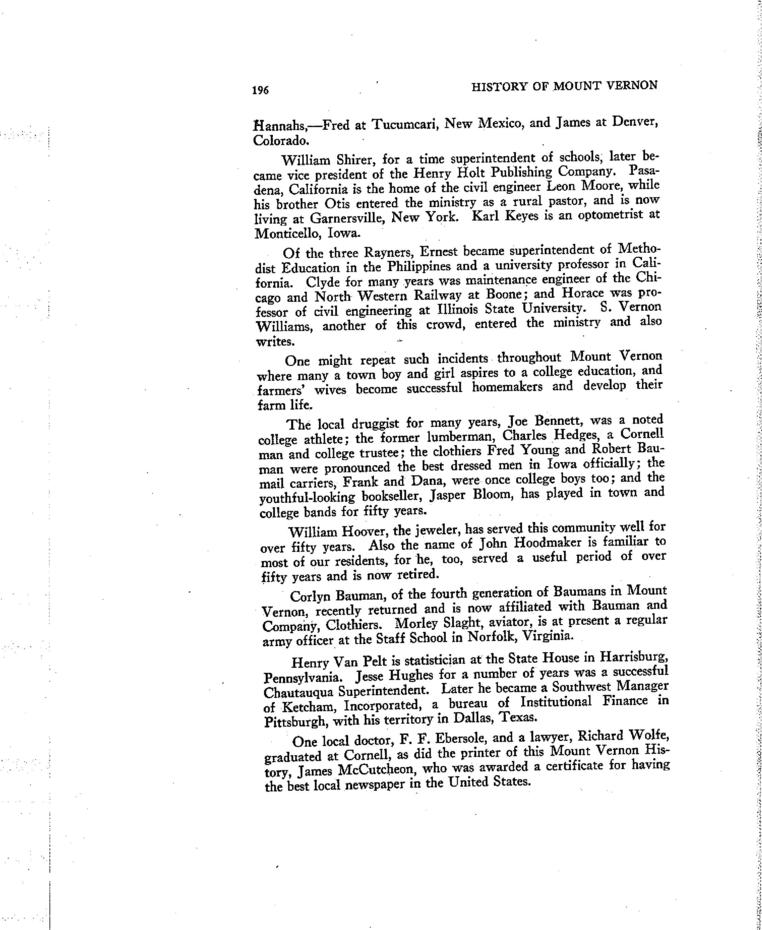 196 HISTORY OF MOUNT VERNON
Hannahs,—Fred at Tucumcari, New Mexico, and James at Denver,
Colorado.
William Shirer, for a time superintendent of schools, later be-
came vice president of the Henry Holt Publishing Company. Pasa-
dena, California is the home of the civil engineer Leon Moore, while
his brother Otis entered the ministry as a rural pastor, and is now
living at Garnersville, New York. Karl Keyes is an optometrist at
Monticello, Iowa.
Of the three Rayners, Ernest became superintendent of Metho-
dist Education in the Philippines and a university professor in Cali-
fornia. Clyde for many years was maintenance engineer of the Chi-
cago and North Western Railway at Boone; and Horace was pro-
fessor of civil engineering at Illinois State University. S. Vernon
Williams, another of this crowd, entered the ministry and also
writes.
One might repeat such incidents throughout Mount Vernon
where many a town boy and girl aspires to a college education, and
farmers' wives become successful homemakers and develop their
farm life.
The local druggist for many years, Joe Bennett, was a noted
college athlete; the former lumberman, Charles Hedges, a Cornell
man and college trustee; the clothiers Fred Young and Robert Bau-
man were pronounced the best dressed men in Iowa officially; the
mail carriers, Frank and Dana, were once college boys too; and the
youthful-looking bookseller, Jasper Bloom, has played in town and
college bands for fifty years.
William Hoover, the jeweler, has served this community well for
over fifty years. Also the name of John Hoodmaker is familiar to
most of our residents, for he, too, served a useful period of over
fifty years and is now retired.
Corlyn Bauman, of the fourth generation of Baumans in Mount
Vernon, recently returned and is now affiliated with Bauman and
Company, Clothiers. Morley Slaght, aviator, is at present a regular
army officer at the Staff School in Norfolk, Virginia.
Henry Van Pelt is statistician at the State House in Harrisburg,
Pennsylvania. Jesse Hughes for a number of years was a successful
Chautauqua Superintendent. Later he became a Southwest Manager
of Ketcham, Incorporated, a bureau of Institutional Finance in
Pittsburgh, with his territory in Dallas, Texas.
One local doctor, F. F. Ebersole, and a lawyer, Richard Wolfe,
graduated at Cornell, as did the printer of this Mount Vernon His-
tory, James McCutcheon, who was awarded a certificate for having
the best local newspaper in the United States.